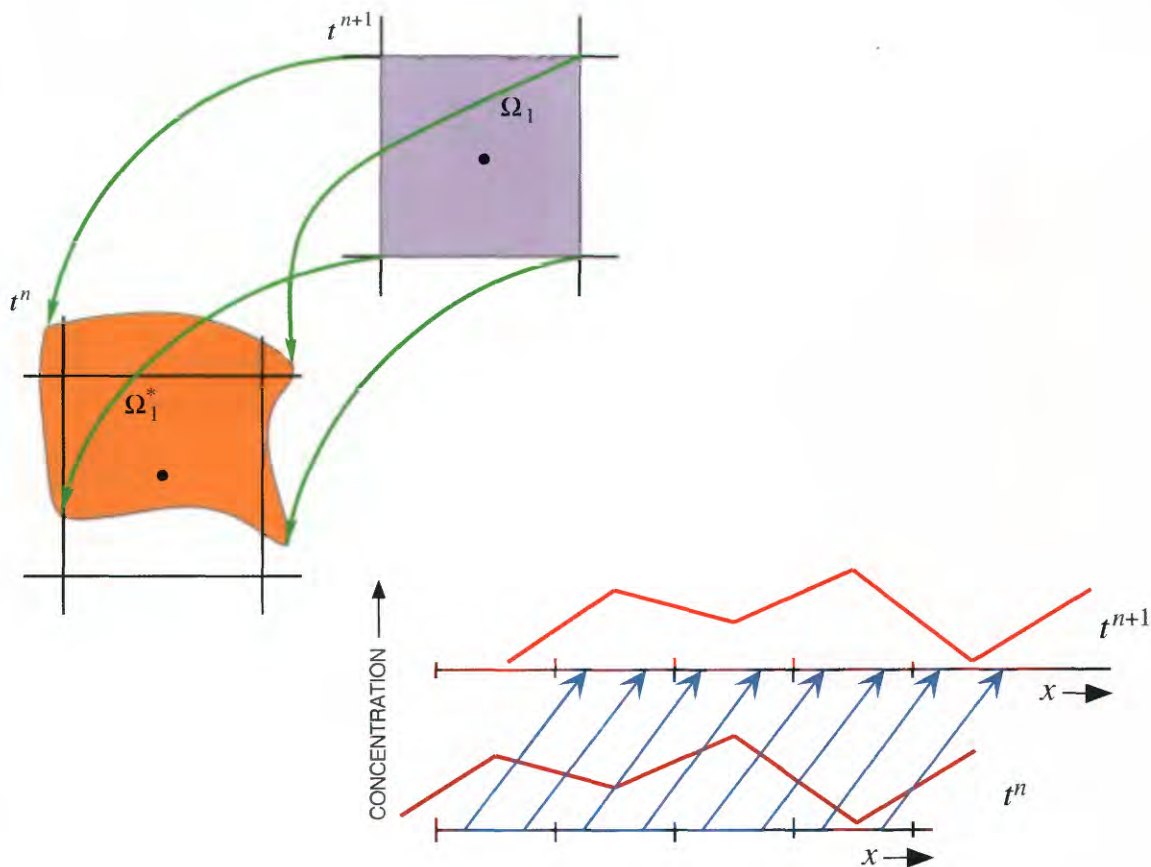 t^{n+1}
Ω_1
t^n
Ω_1^*
CONCENTRATION
t^{n+1}
x
t^n
x